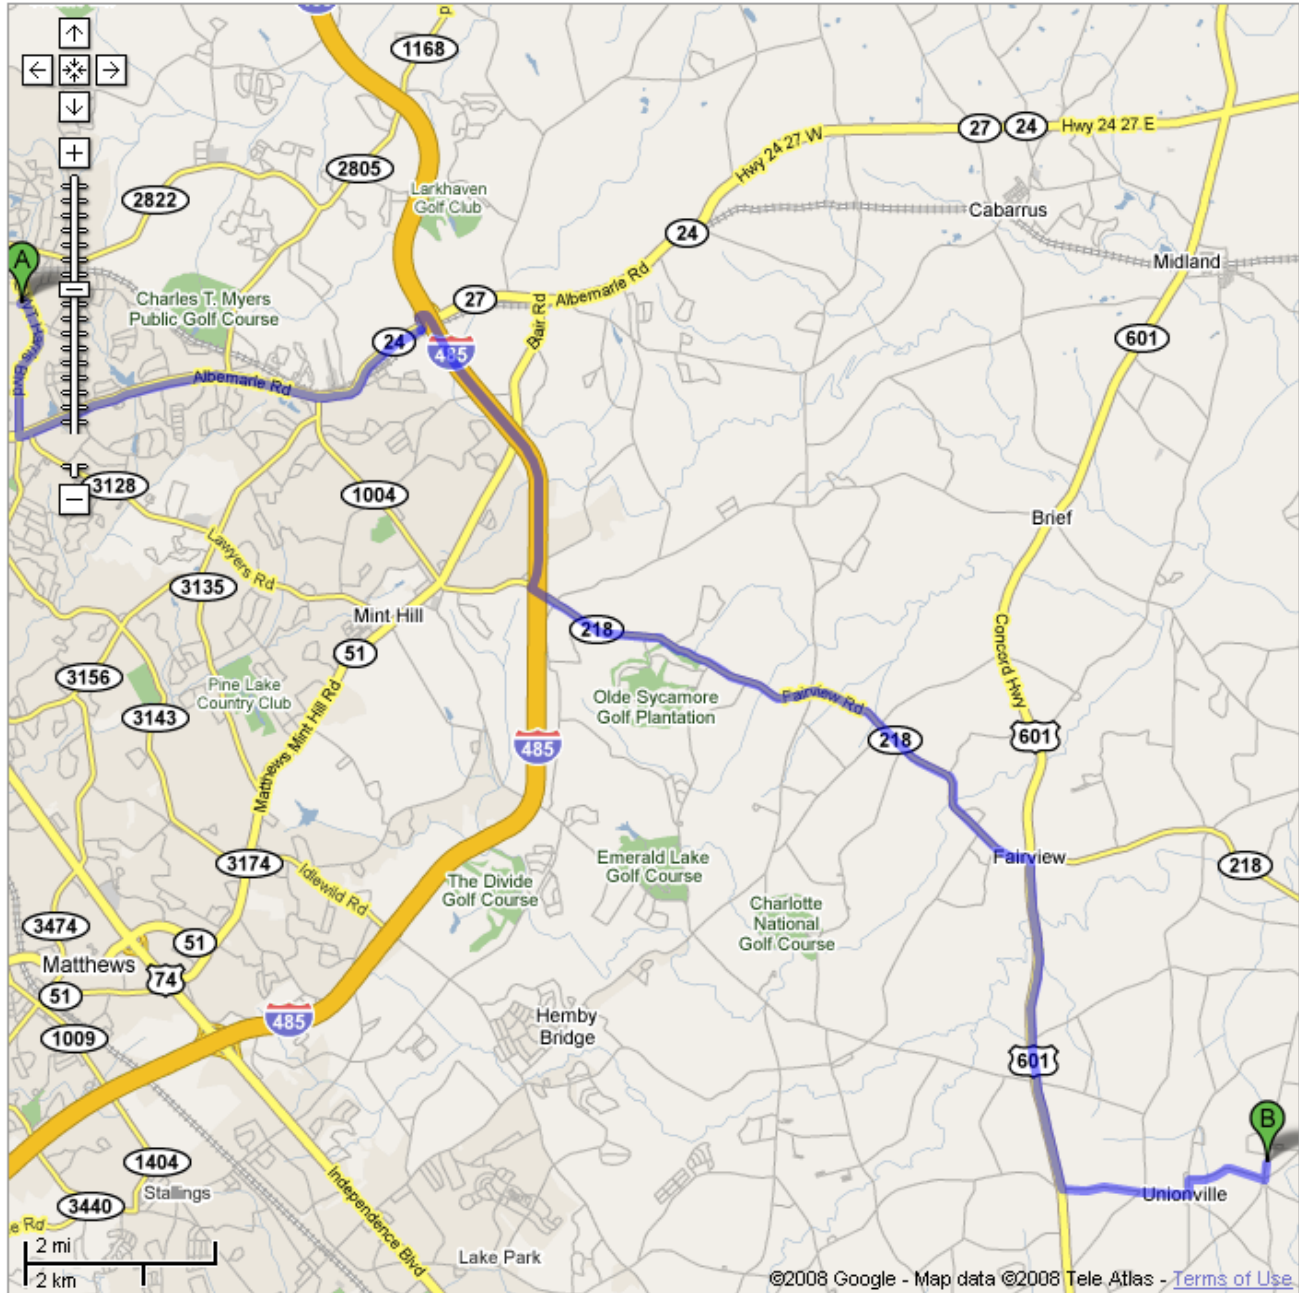 485
1168
27
24
Hwy 24 27 E
Hwy 24 27 W
2805
2822
Larkhaven
Golf Club
Cabarrus
24
A
Midland
Albemarle Rd
27
Charles T. Myers
Public Golf Course
Blair Rd
24
485
601
Albemarle Rd
3128
1004
Brief
Lawyers Rd
3135
Mint Hill
218
51
Concord Hwy
3156
Pine Lake
Country Club
Olde Sycamore
Golf Plantation
Fairview Rd
3143
Matthews Mint Hill Rd
218
601
485
3174
Idlewild Rd
Emerald Lake
Golf Course
Fairview
218
The Divide
Golf Course
Charlotte
National
Golf Course
3474
51
Matthews
74
51
485
Hemby
Bridge
1009
601
B
1404
Stallings
Unionville
3440
Independence Blvd
e Rd
2 mi
2 km
Lake Park
©2008 Google - Map data ©2008 Tele Atlas - Terms of Use